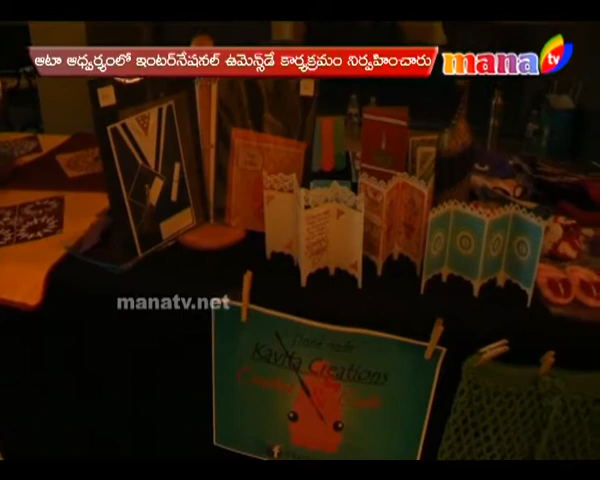 ఆటా ఆధ్వర్యంలో ఇంటర్‌నేషనల్ ఉమెన్స్‌డే కార్యక్రమం నిర్వహించారు
mana tv
manatv.net
Hand made
Kavita Creations